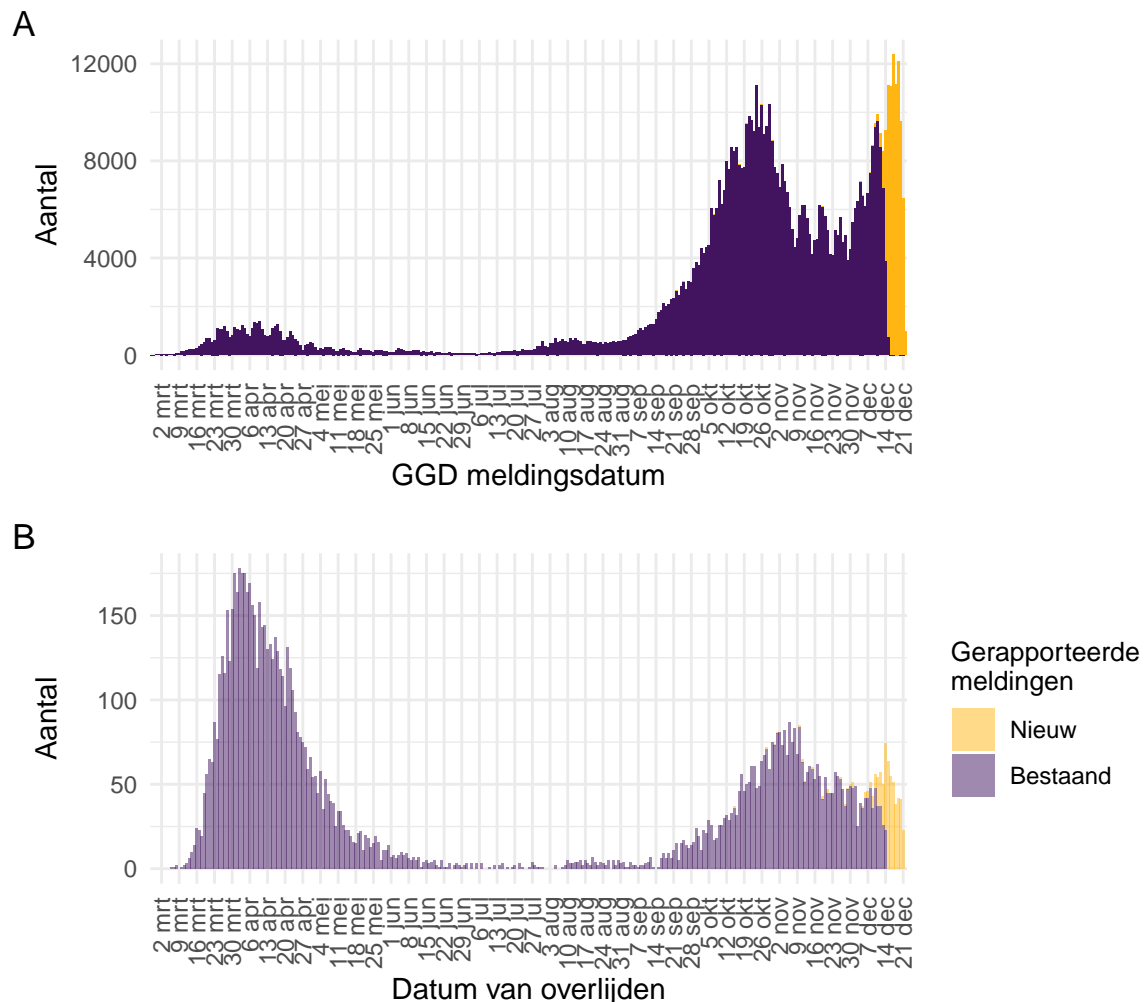 A
12000
8000
4000
0
Aantal
2 mrt
9 mrt
16 mrt
23 mrt
30 mrt
6 apr
13 apr
20 apr
27 apr
4 mei
11 mei
18 mei
25 mei
1 jun
8 jun
15 jun
22 jun
29 jun
6 jul
13 jul
20 jul
27 jul
3 aug
10 aug
17 aug
24 aug
31 aug
7 sep
14 sep
21 sep
28 sep
5 okt
12 okt
19 okt
26 okt
2 nov
9 nov
16 nov
23 nov
30 nov
7 dec
14 dec
21 dec
GGD meldingsdatum
B
150
100
50
0
Aantal
2 mrt
9 mrt
16 mrt
23 mrt
30 mrt
6 apr
13 apr
20 apr
27 apr
4 mei
11 mei
18 mei
25 mei
1 jun
8 jun
15 jun
22 jun
29 jun
6 jul
13 jul
20 jul
27 jul
3 aug
10 aug
17 aug
24 aug
31 aug
7 sep
14 sep
21 sep
28 sep
5 okt
12 okt
19 okt
26 okt
2 nov
9 nov
16 nov
23 nov
30 nov
7 dec
14 dec
21 dec
Datum van overlijden
Gerapporteerde
meldingen
Nieuw
Bestaand